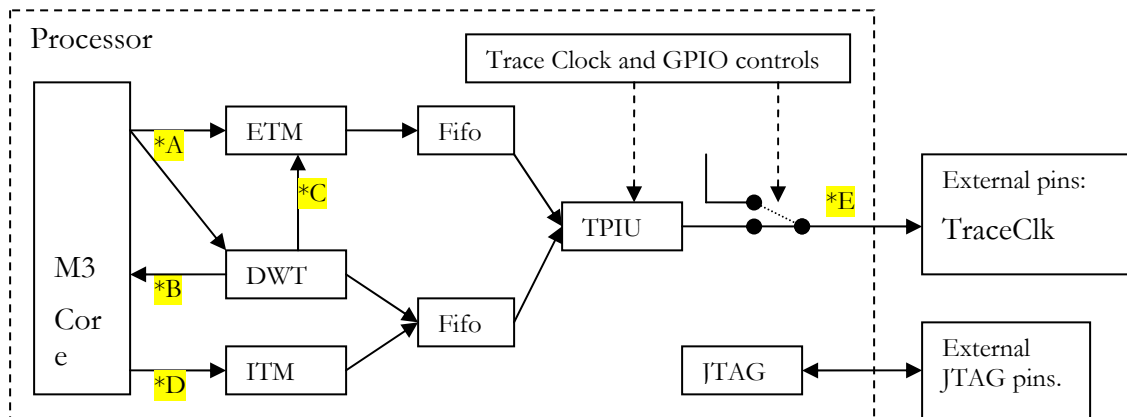 Processor
Trace Clock and GPIO controls
ETM
Fifo
*A
*C
External pins:
TraceClk
*E
TPIU
M3
Cor
e
DWT
*B
Fifo
ITM
*D
JTAG
External
JTAG pins.